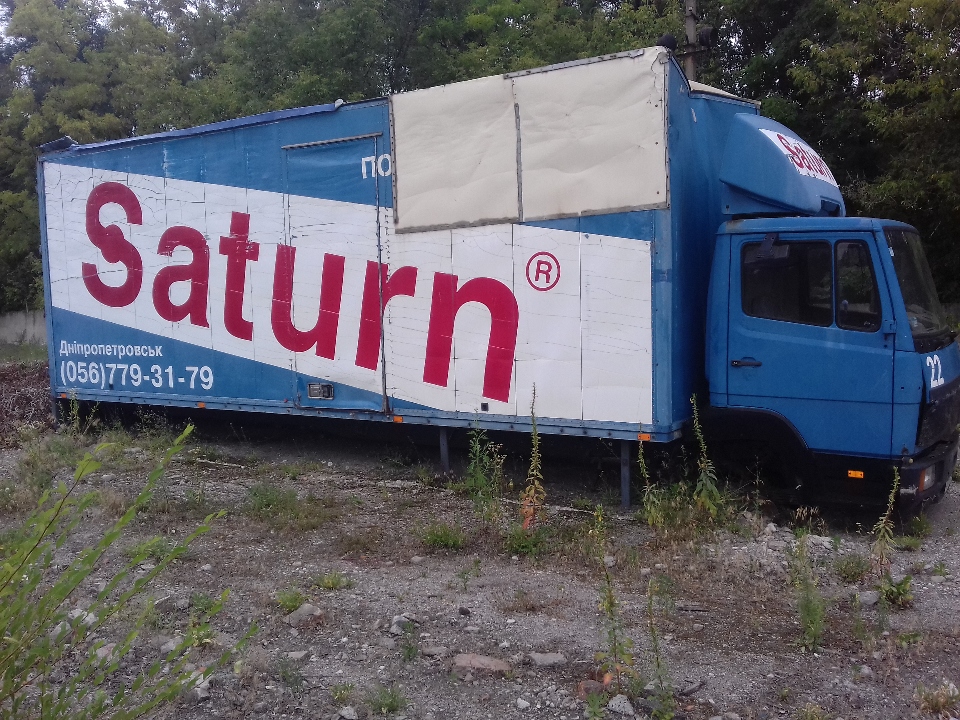 по
Saturn®
Дніпропетровськ
(056)779-31-79
Saturn
22